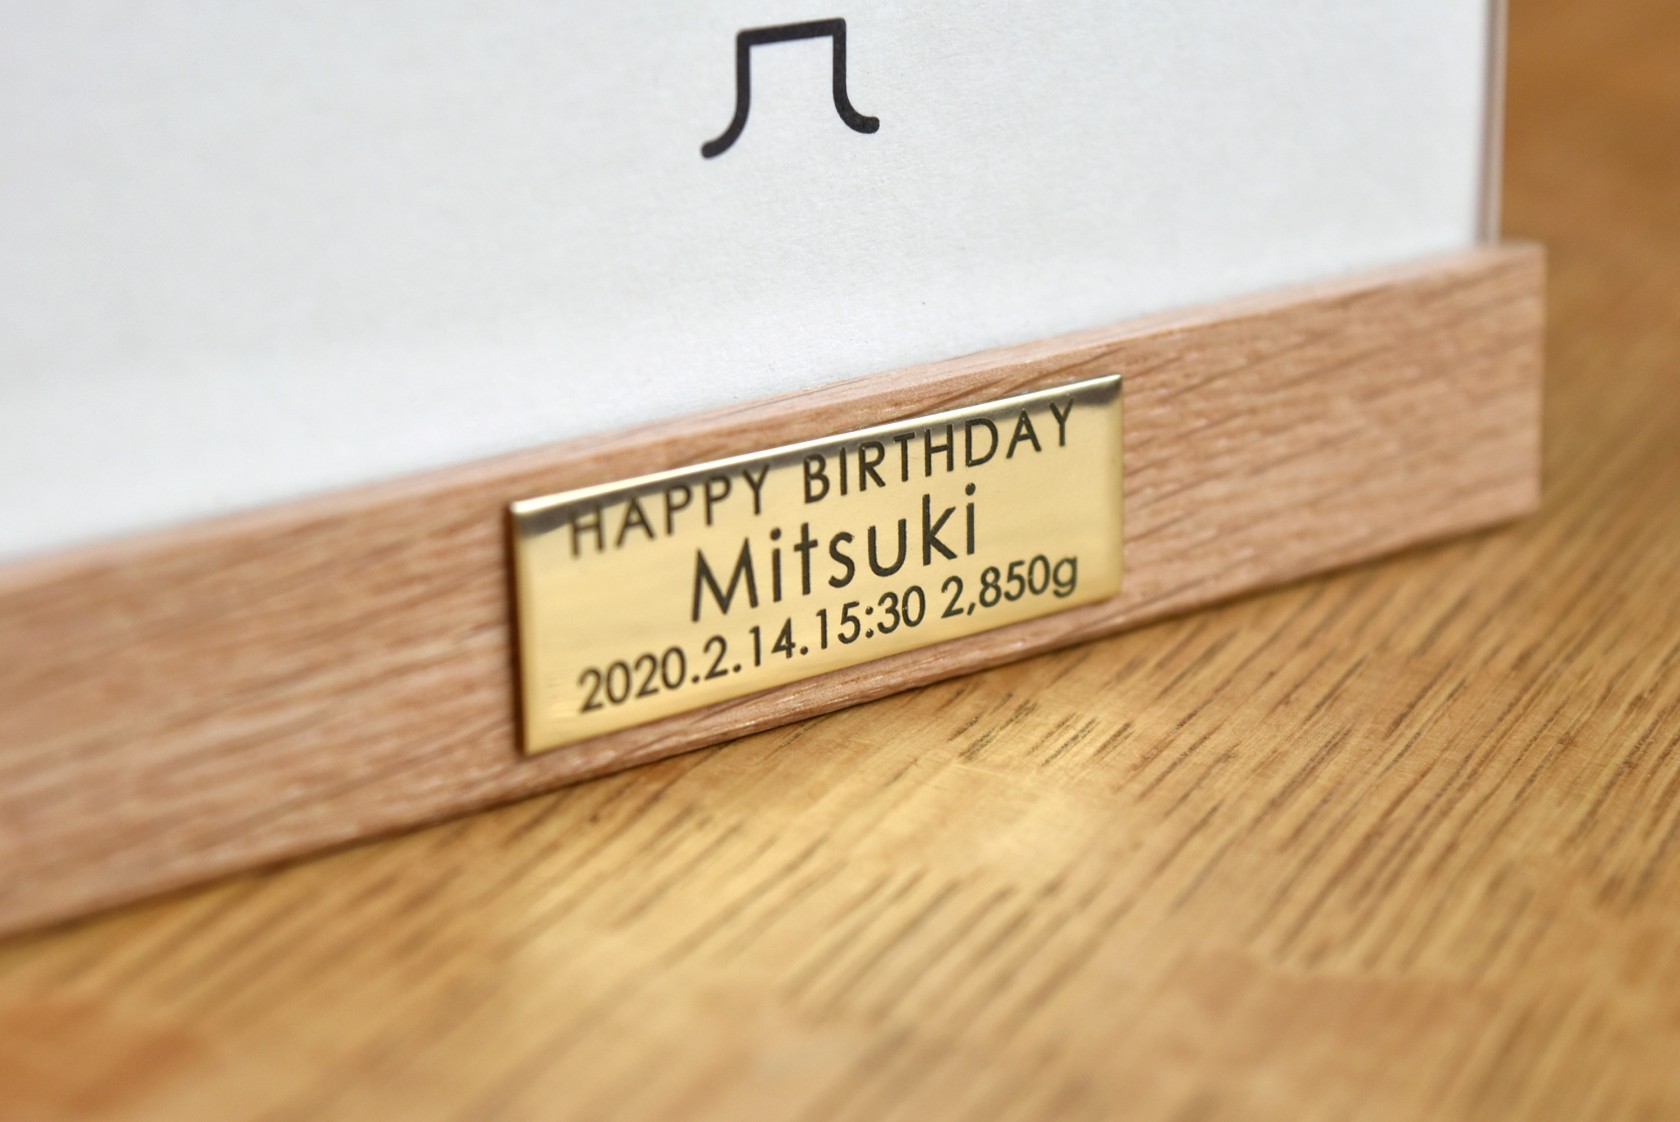 HAPPY BIRTHDAY
Mitsuki
2020.2.14.15:30 2,850g